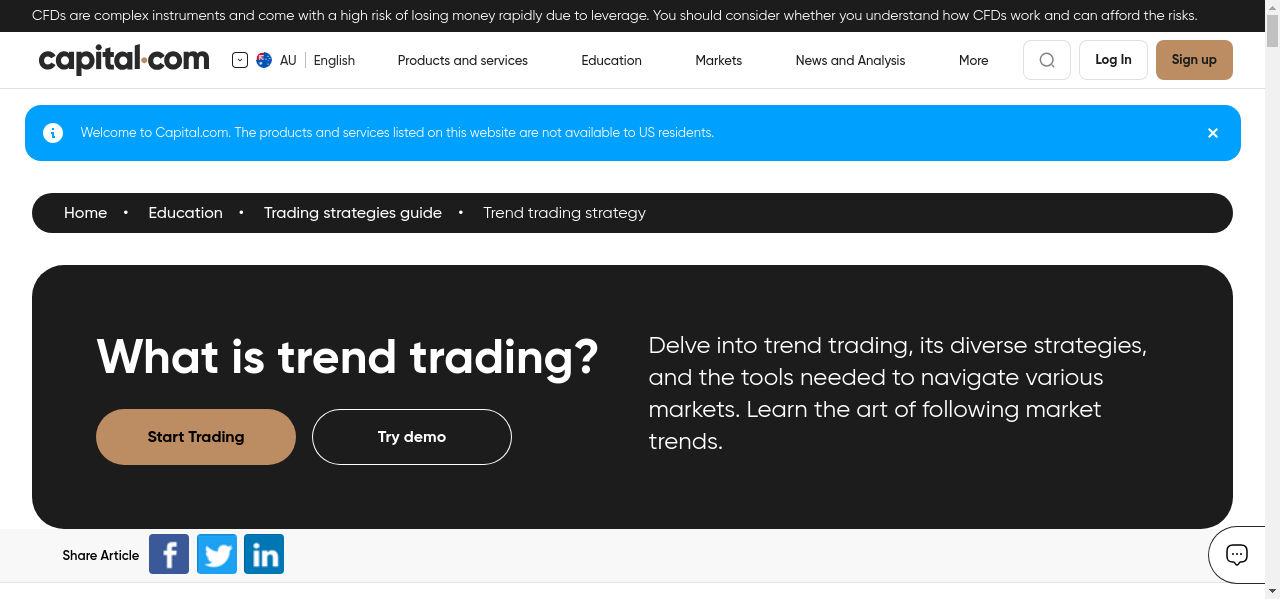 CFDs are complex instruments and come with a high risk of losing money rapidly due to leverage. You should consider whether you understand how CFDs work and can afford the risks.
capital.com
AU
English
Products and services
Education
Markets
News and Analysis
More
Log In
Sign up
Welcome to Capital.com. The products and services listed on this website are not available to US residents.
Home • Education • Trading strategies guide • Trend trading strategy
What is trend trading?
Start Trading
Try demo
Delve into trend trading, its diverse strategies,
and the tools needed to navigate various
markets. Learn the art of following market
trends.
Share Article